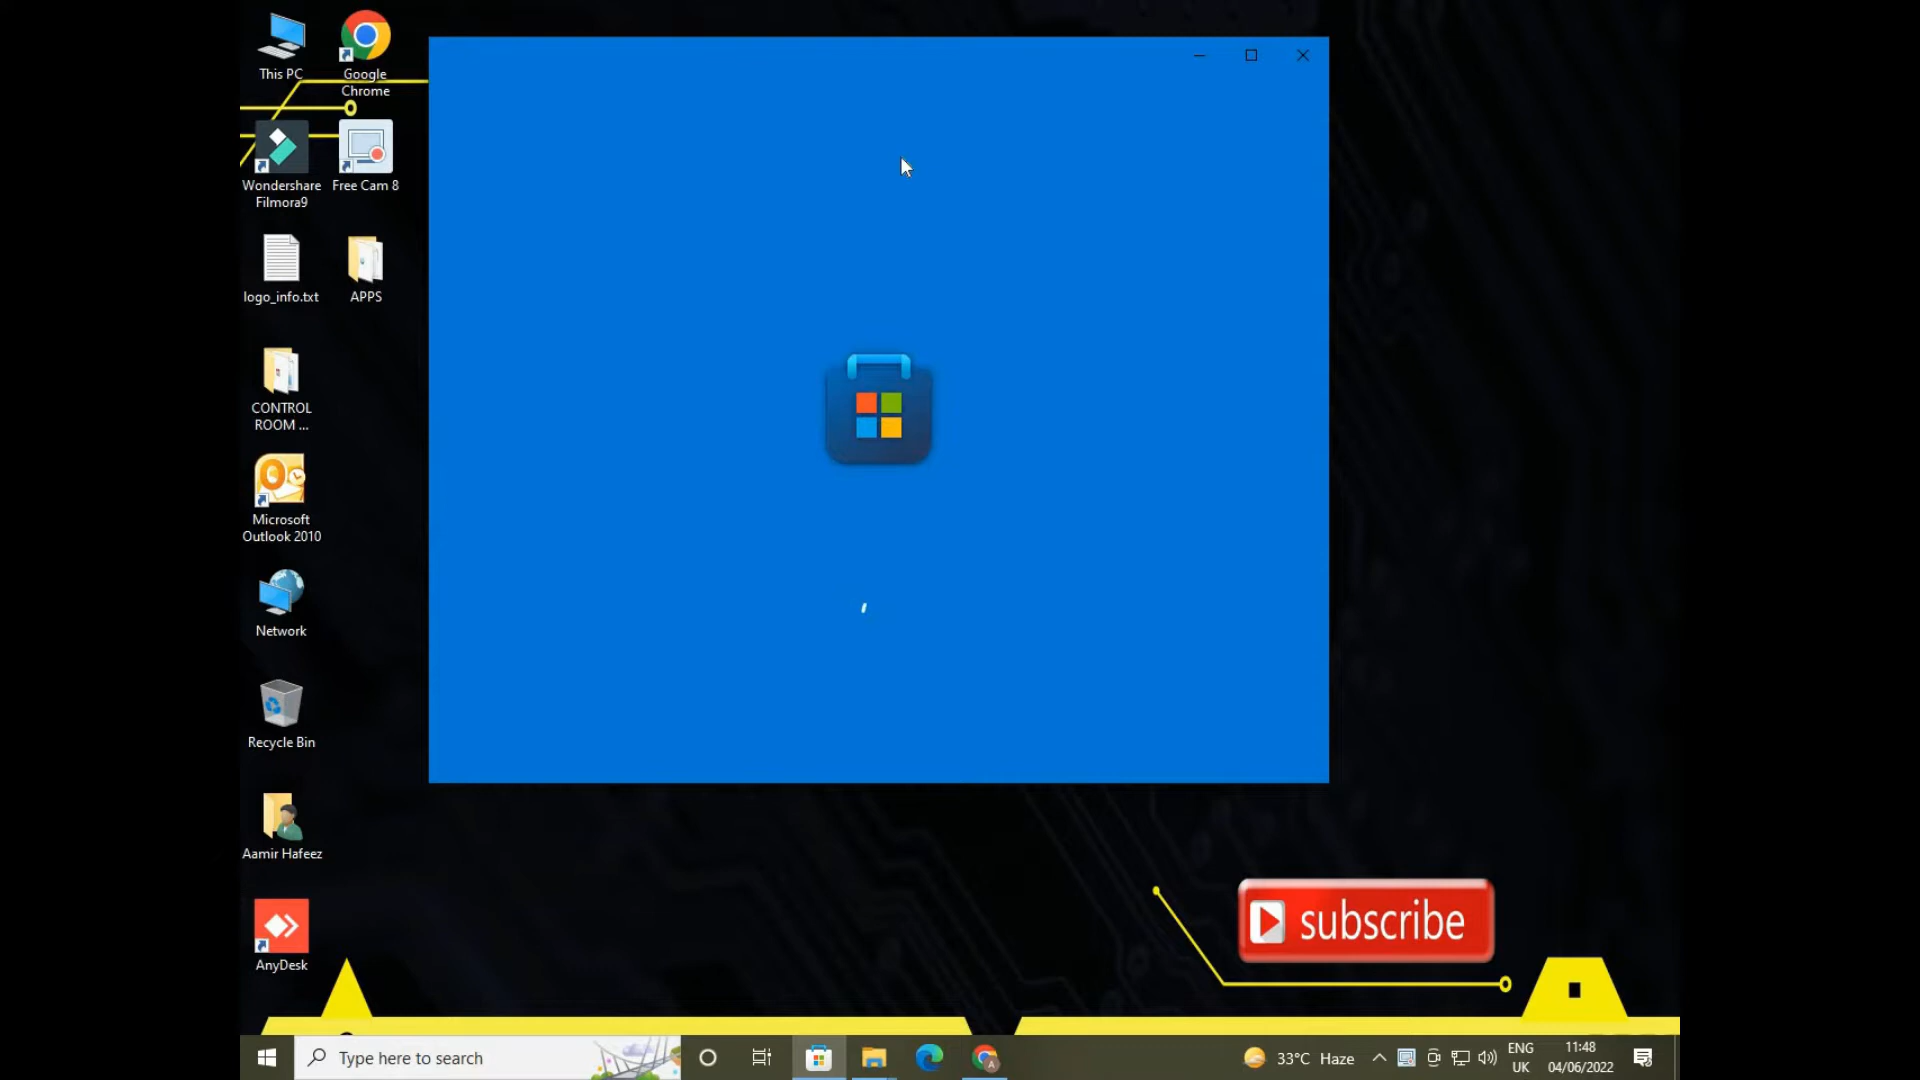 This PC
Google
Chrome
Wondershare
Filmora9
Free Cam 8
logo_info.txt
APPS
CONTROL
ROOM ...
Microsoft
Outlook 2010
Network
Recycle Bin
Aamir Hafeez
AnyDesk
subscribe
Type here to search
33°C Haze
ENG
UK
11:48
04/06/2022